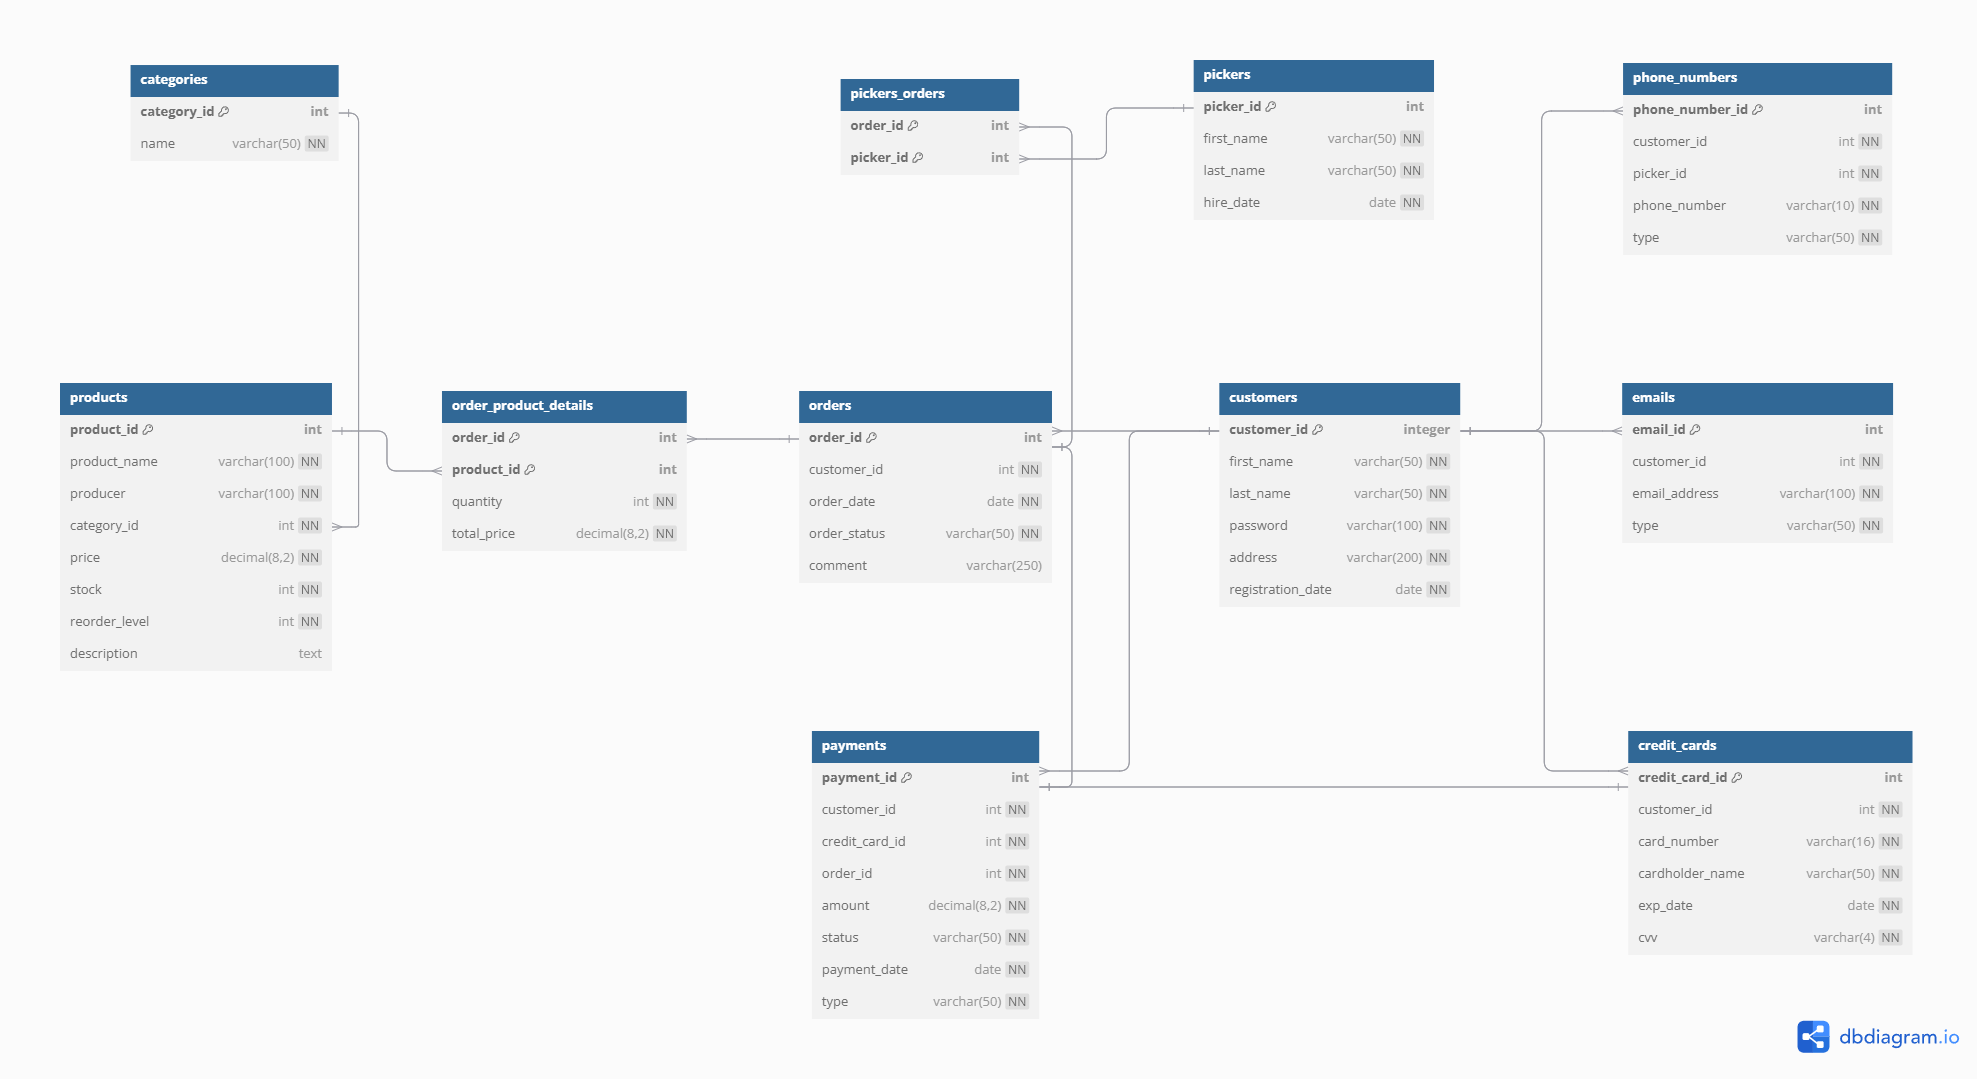 categories
category_id int
name varchar(50) NN
pickers_orders
order_id int
picker_id int
pickers
picker_id int
first_name varchar(50) NN
last_name varchar(50) NN
hire_date date NN
phone_numbers
phone_number_id int
customer_id int NN
picker_id int NN
phone_number varchar(10) NN
type varchar(50) NN
products
product_id int
product_name varchar(100) NN
producer varchar(100) NN
category_id int NN
price decimal(8,2) NN
stock int NN
reorder_level int NN
description text
order_product_details
order_id int
product_id int
quantity int NN
total_price decimal(8,2) NN
orders
order_id int
customer_id int NN
order_date date NN
order_status varchar(50) NN
comment varchar(250)
customers
customer_id integer
first_name varchar(50) NN
last_name varchar(50) NN
password varchar(100) NN
address varchar(200) NN
registration_date date NN
emails
email_id int
customer_id int NN
email_address varchar(100) NN
type varchar(50) NN
payments
payment_id int
customer_id int NN
credit_card_id int NN
order_id int NN
amount decimal(8,2) NN
status varchar(50) NN
payment_date date NN
type varchar(50) NN
credit_cards
credit_card_id int
customer_id int NN
card_number varchar(16) NN
cardholder_name varchar(50) NN
exp_date date NN
cvv varchar(4) NN
dbdiagram.io